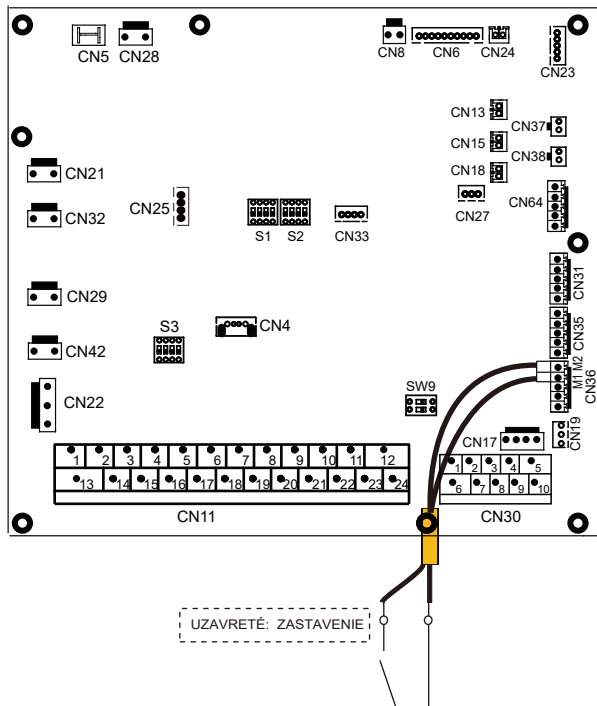 CN5 CN28 CN8 CN6 CN24 CN23
CN13 CN37
CN15 CN38
CN18
CN21
CN32 CN25 S1 S2 CN33 CN27 CN64
CN29 CN31
S3 CN4 CN35
CN42
CN22 SW9 M1 M2 CN36
CN17 CN19
1 2 3 4 5 6 7 8 9 10 11 12
13 14 15 16 17 18 19 20 21 22 23 24
CN11
1 2 3 4 5
6 7 8 9 10
CN30
UZAVRETÉ: ZASTAVENIE